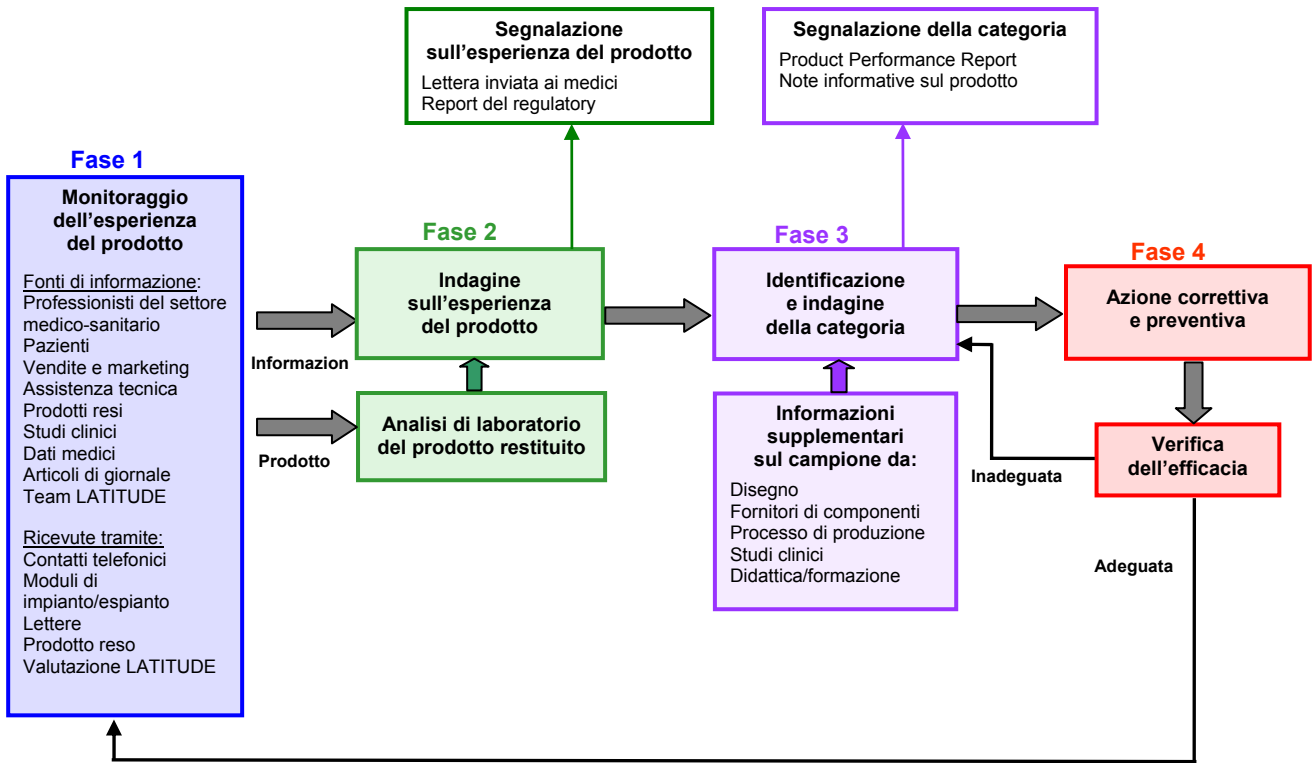 Segnalazione
sull'esperienza del prodotto
Lettera inviata ai medici
Report del regulatory
Segnalazione della categoria
Product Performance Report
Note informative sul prodotto
Fase 1
Monitoraggio
dell'esperienza
del prodotto
Fonti di informazione:
Professionisti del settore
medico-sanitario
Pazienti
Vendite e marketing
Assistenza tecnica
Prodotti resi
Studi clinici
Dati medici
Articoli di giornale
Team LATITUDE
Ricevute tramite:
Contatti telefonici
Moduli di
impianto/espianto
Lettere
Prodotto reso
Valutazione LATITUDE
Informazion
Prodotto
Fase 2
Indagine
sull'esperienza
del prodotto
Analisi di laboratorio
del prodotto restituito
Fase 3
Identificazione
e indagine
della categoria
Informazioni
supplementari
sul campione da:
Disegno
Fornitori di componenti
Processo di produzione
Studi clinici
Didattica/formazione
Fase 4
Azione correttiva
e preventiva
Verifica
dell'efficacia
Inadeguata
Adeguata